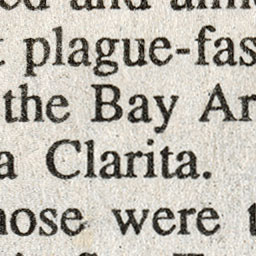 plague-fas
the Bay Ar
a Clarita.
hose were